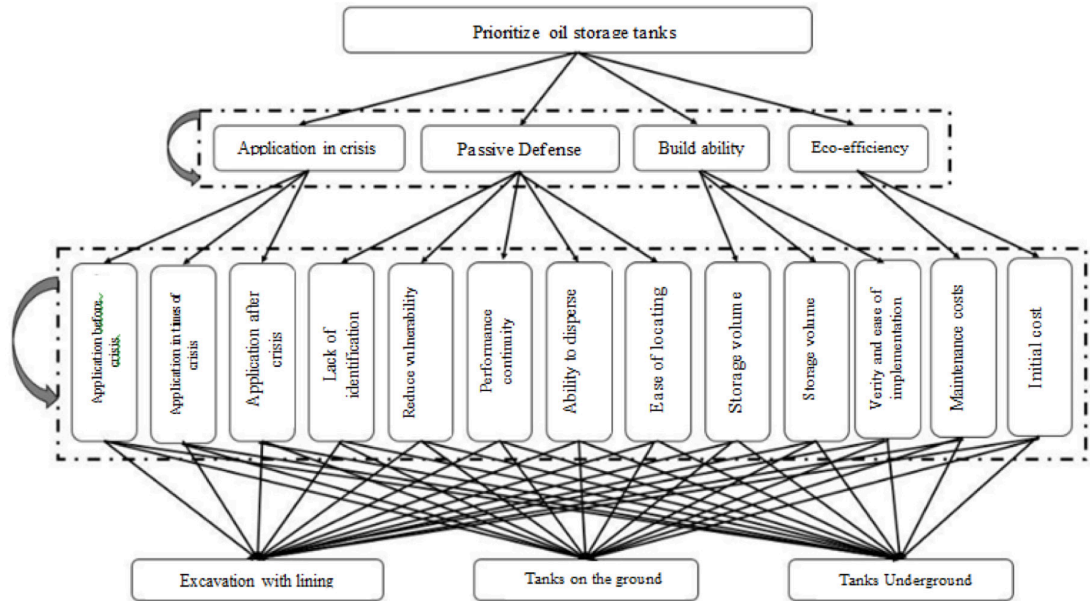 Prioritize oil storage tanks
Application in crisis
Passive Defense
Build ability
Eco-efficiency
Application before
crisis.
Application in times of
crisis
Application after
crisis
Lack of
identification
Reduce vulnerability
Performance
continuity
Ability to disperse
Ease of locating
Storage volume
Storage volume
Verity and ease of
implementation
Maintenance costs
Initial cost
Excavation with lining
Tanks on the ground
Tanks Underground